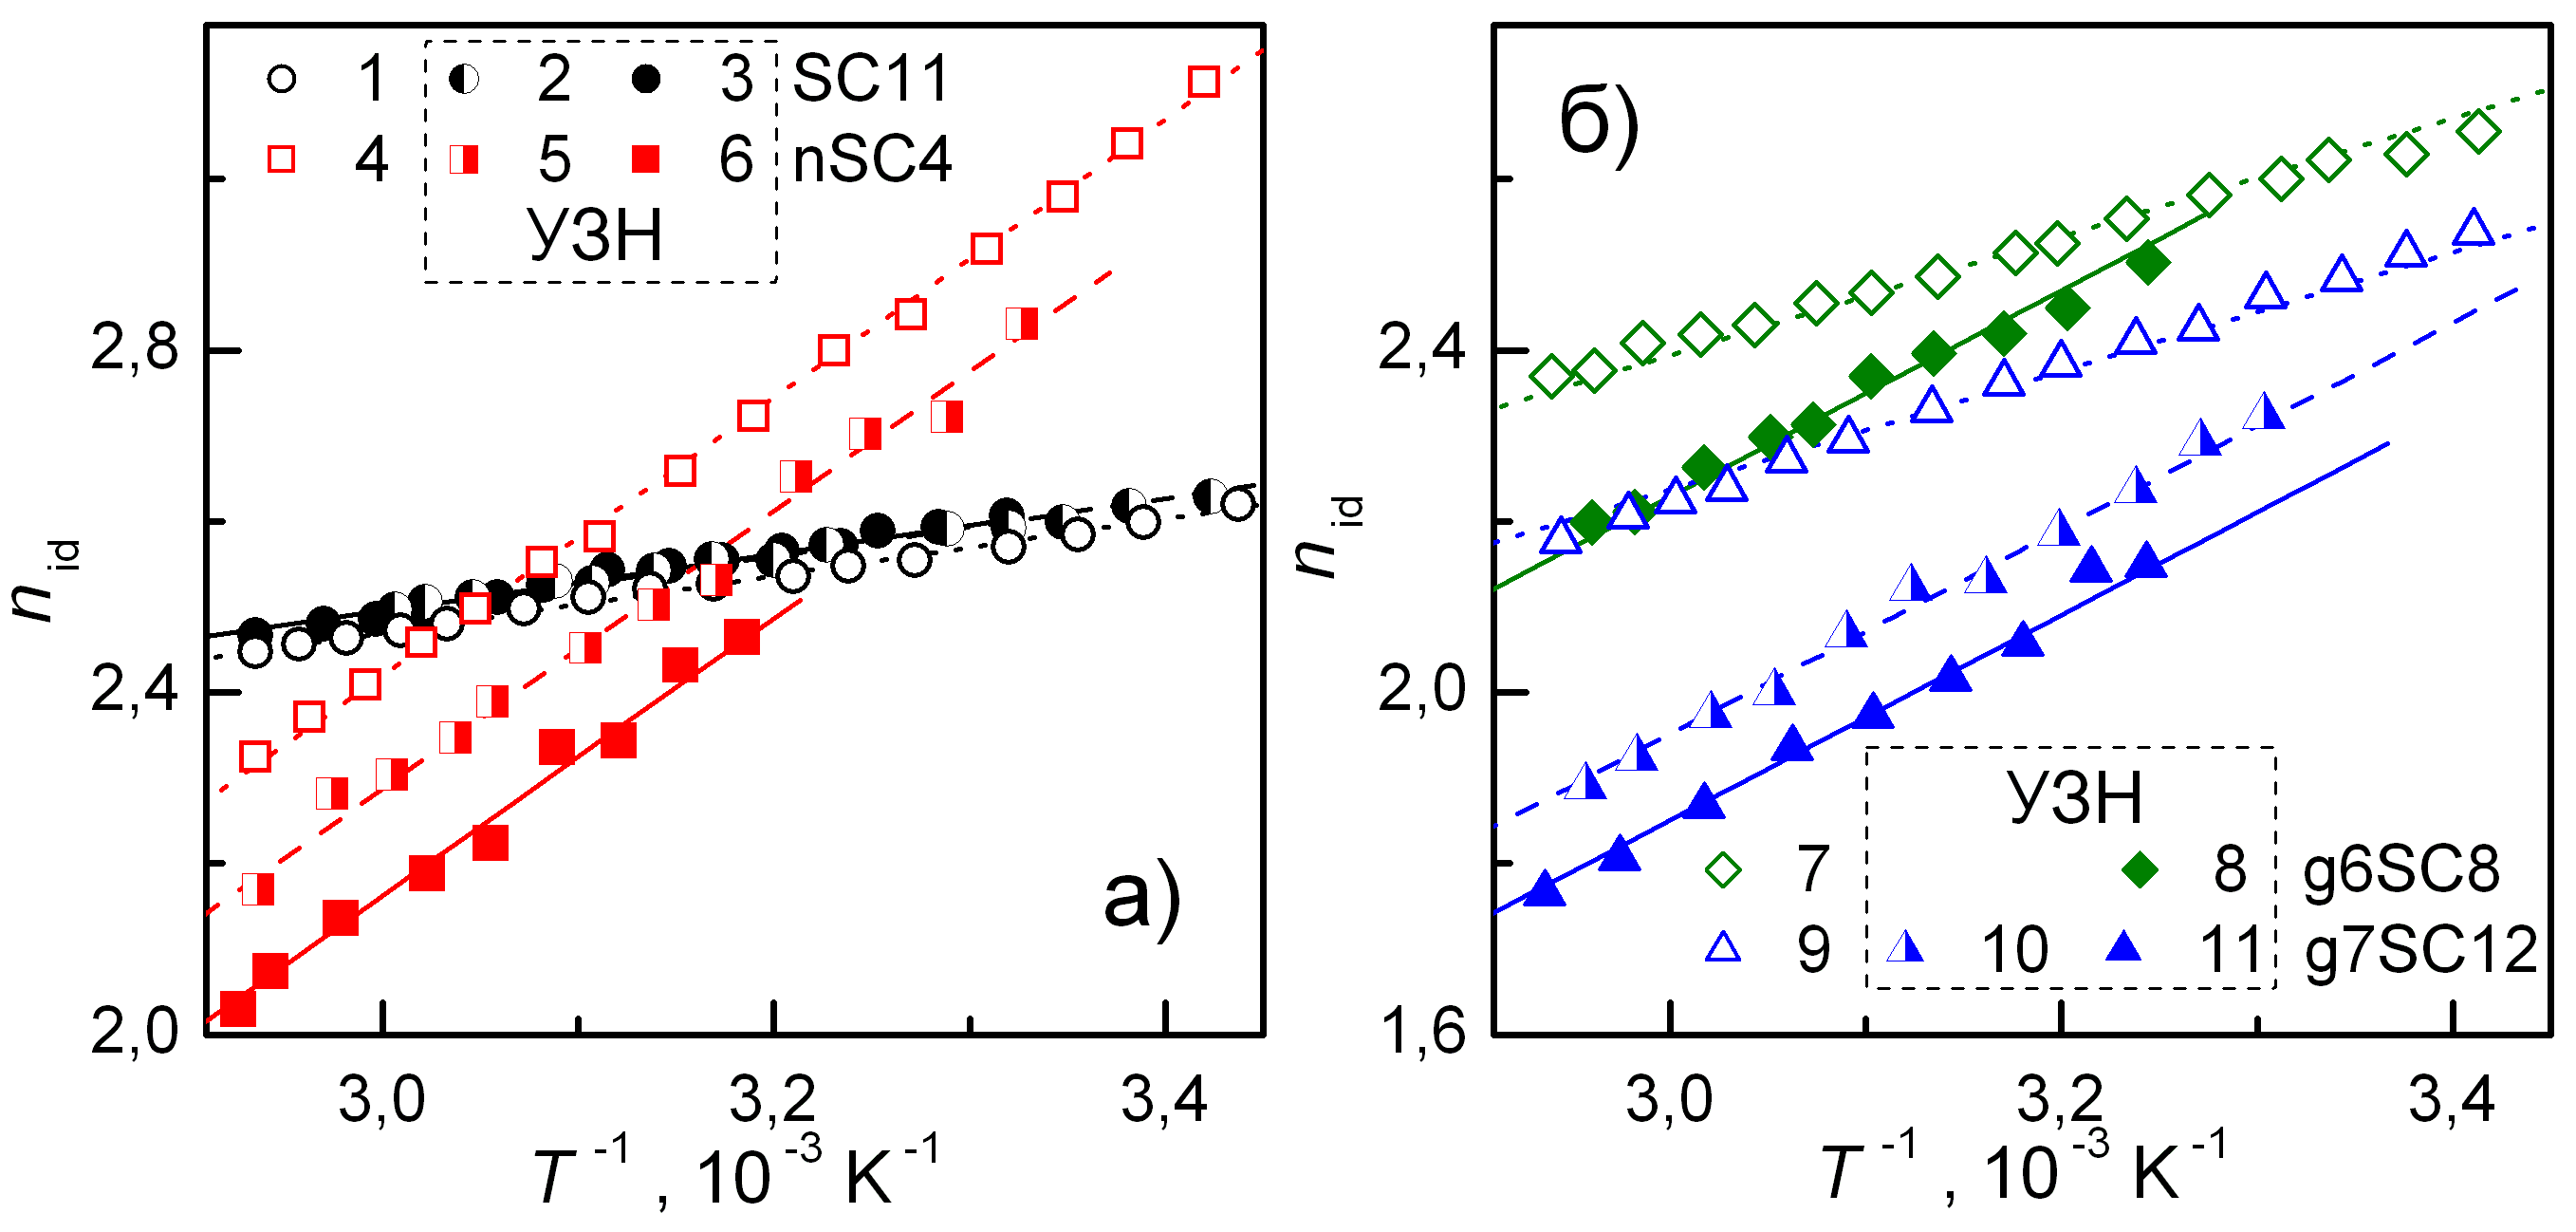 1 2 3 SC11
4 5 6 nSC4
УЗН
а)
2,8
2,4
2,0
n id
3,0 3,2 3,4
T -1 , 10 -3 K -1
б)
2,4
2,0
1,6
n id
УЗН
7 8 g6SC8
9 10 11 g7SC12
3,0 3,2 3,4
T -1 , 10 -3 K -1